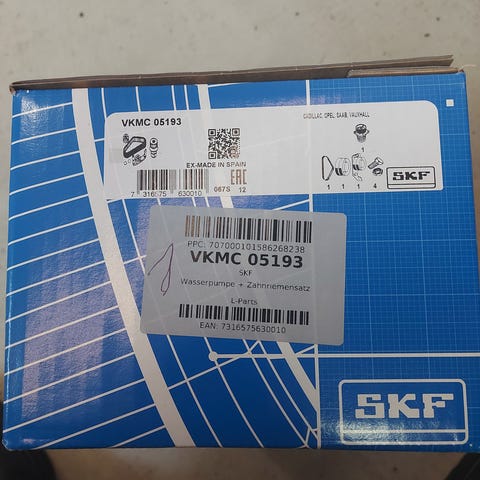 VKMC 05193
CADILLAC, OPEL, SAAB, VAUXHALL
1
EX-MADE IN SPAIN
7 316575 630010
067S 12
EAC
1 1 1 4
SKF
PPC: 707000101586268238
VKMC 05193
SKF
Wasserpumpe + Zahnriemensatz
L-Parts
EAN: 7316575630010
SKF